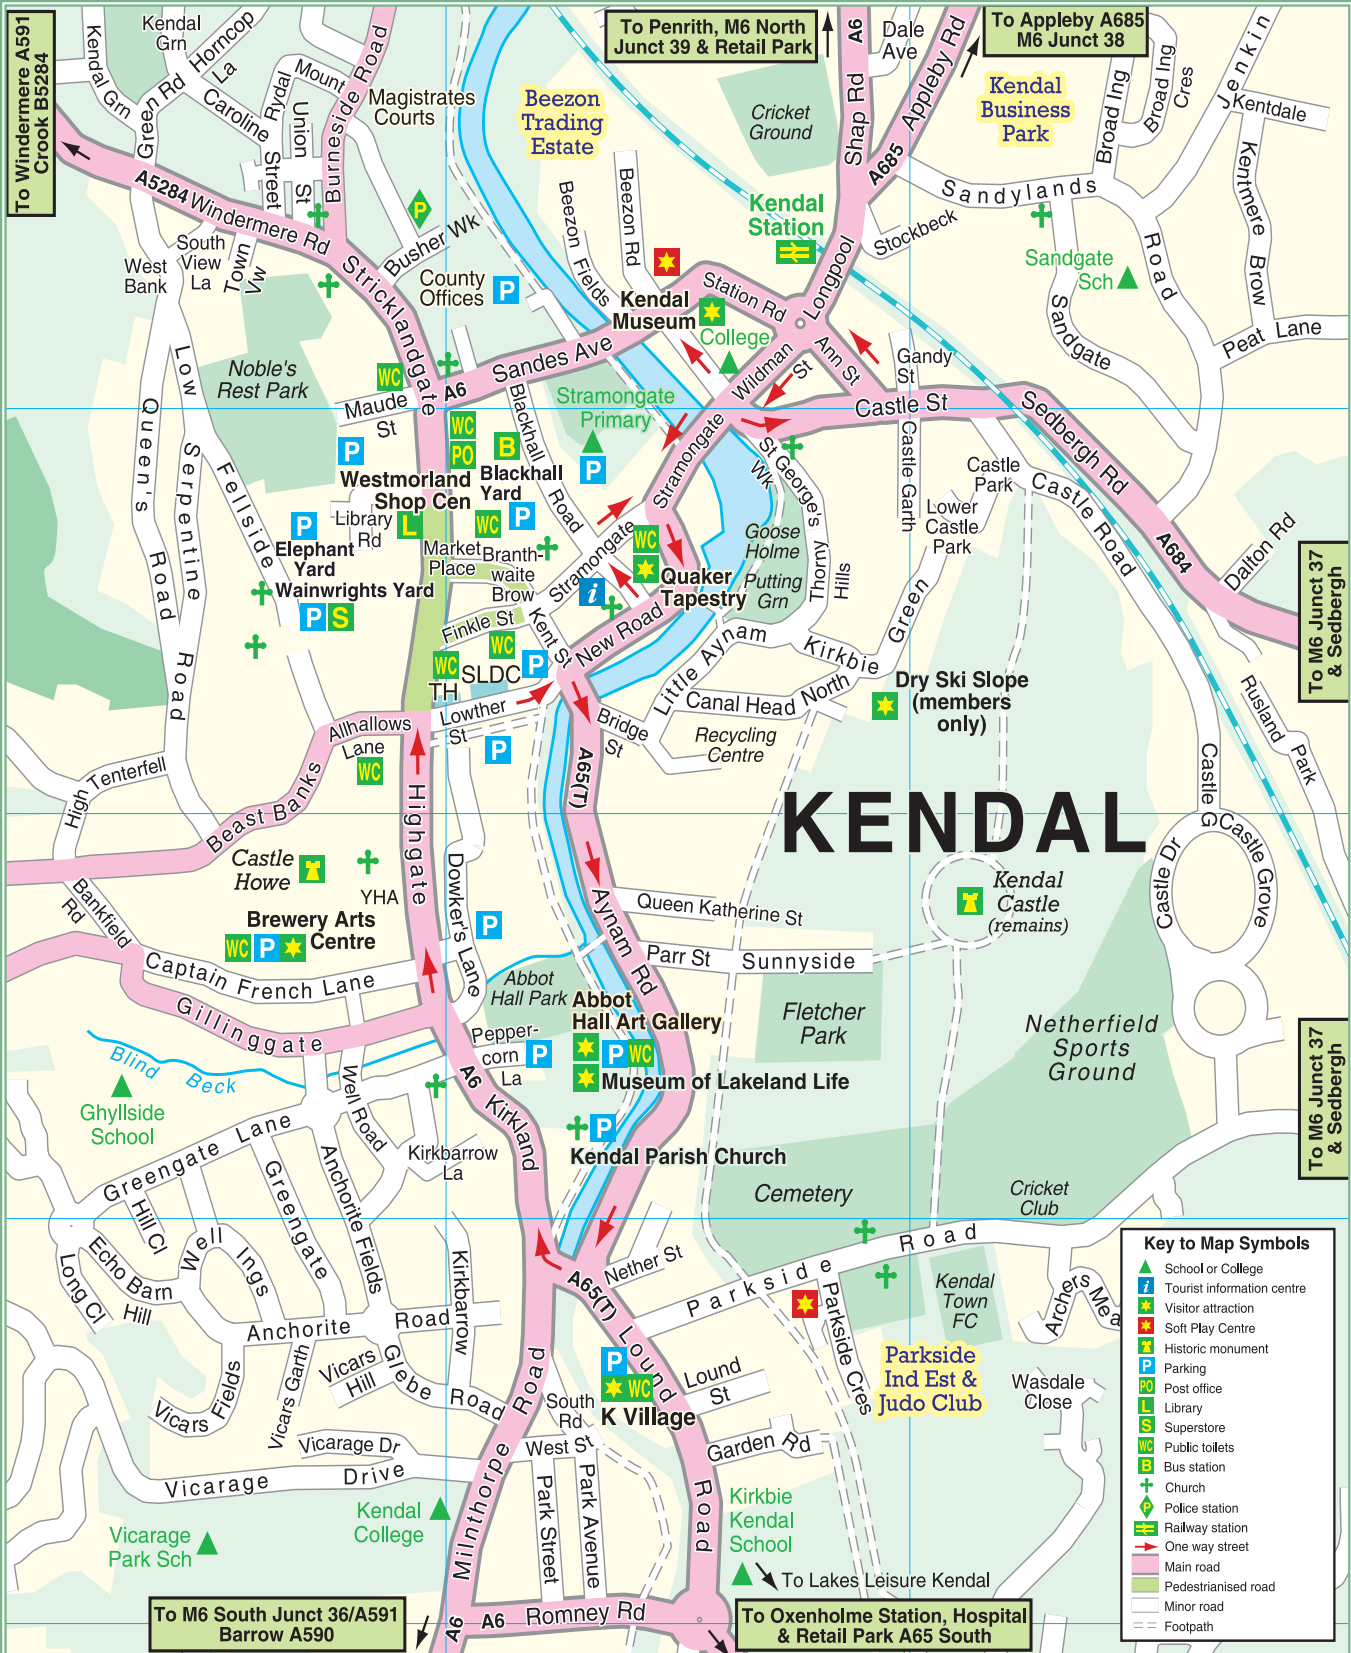 To Windermere A591
Crook B5284
Kendal
Grn
Horncop
La
Kendal Grn
Green Rd
Caroline
Street
Rydal
Mount
Union
St
Burneside Road
Magistrates
Courts
Beezon
Trading
Estate
To Penrith, M6 North
Junct 39 & Retail Park
A6
Dale
Ave
To Appleby A685
M6 Junct 38
Kendal
Business
Park
Cricket
Ground
Shap Rd
A685
Appleby Rd
Broad Ing
Broad Ing
Cres
Jenkin
Kentdale
Kentmere
Brow
Sandylands
Road
A5284
Windermere Rd
P
Busher Wk
South
View
La
Town
Vw
West
Bank
County
Offices
P
Beezon
Fields
Beezon Rd
Kendal
Station
Stockbeck
Sandgate
Sch
Sandgate
Peat Lane
Stricklandgate
Kendal
Museum
Station Rd
Longpool
College
Wildman
St
Ann St
Gandy
St
Noble's
Rest Park
Low
Fellside
WC
A6
Sandes Ave
Maude
St
Stramongate
Primary
P
Castle St
Sedbergh Rd
Queen's
Road
Serpentine
Road
P
WC
PO
B
Blackhall
Road
Westmorland
Shop Cen
Blackhall
Yard
WC
P
Stramongate
St George's
Wk
Castle Garth
Castle
Park
Lower
Castle
Park
Castle Road
A684
Dalton Rd
P
Library
Rd
L
Elephant
Yard
Market
Place
Branth-
waite
Brow
Stramongate
WC
Goose
Holme
Putting
Grn
Thorny
Hills
Wainwrights Yard
P
S
i
Quaker
Tapestry
To M6 Junct 37
& Sedbergh
Finkle St
Kent St
New Road
WC
WC
SLDC
P
TH
Little Aynam
Kirkbie
Green
Dry Ski Slope
(members
only)
Canal Head North
Rusland
Park
Allhallows
Lane
Lowther
St
P
WC
Bridge
St
Recycling
Centre
A65(T)
High Tenterfell
Beast Banks
Highgate
KENDAL
Castle G
Castle Grove
Castle Dr
Castle
Howe
YHA
Dowker's Lane
Kendal
Castle
(remains)
Bankfield
Rd
Brewery Arts
Centre
WC
P
P
Aynam Rd
Queen Katherine St
Parr St
Sunnyside
Captain French Lane
Gillinggate
Abbot
Hall Park
Abbot
Hall Art Gallery
P
WC
Museum of Lakeland Life
Fletcher
Park
Netherfield
Sports
Ground
To M6 Junct 37
& Sedbergh
Blind
Beck
Pepper-
corn
La
P
A6
Kirkland
Ghyllside
School
Well Road
P
Kendal Parish Church
Greengate Lane
Kirkbarrow
La
Anchorite Fields
Greengate
Cemetery
Cricket
Club
Hill Cl
Well
Ings
Echo Barn
Hill
Long Cl
Kirkbarrow
Nether St
A65(T)
Parkside
Road
Kendal
Town
FC
Archers Mea
Anchorite
Road
Parkside Cres
Parkside
Ind Est &
Judo Club
Vicars
Hill
Glebe Road
Vicars Garth
Vicars
Fields
Milnthorpe
Road
Lound
Road
P
WC
K Village
Lound
St
South
Rd
West St
Garden Rd
Wasdale
Close
Vicarage Dr
Vicarage
Drive
Park Street
Park Avenue
Kendal
College
Vicarage
Park Sch
Kirkbie
Kendal
School
To Lakes Leisure Kendal
To M6 South Junct 36/A591
Barrow A590
A6
A6
Romney Rd
To Oxenholme Station, Hospital
& Retail Park A65 South
Key to Map Symbols
School or College
i Tourist information centre
Visitor attraction
Soft Play Centre
Historic monument
P Parking
PO Post office
L Library
S Superstore
WC Public toilets
B Bus station
Church
P Police station
Railway station
One way street
Main road
Pedestrianised road
Minor road
Footpath